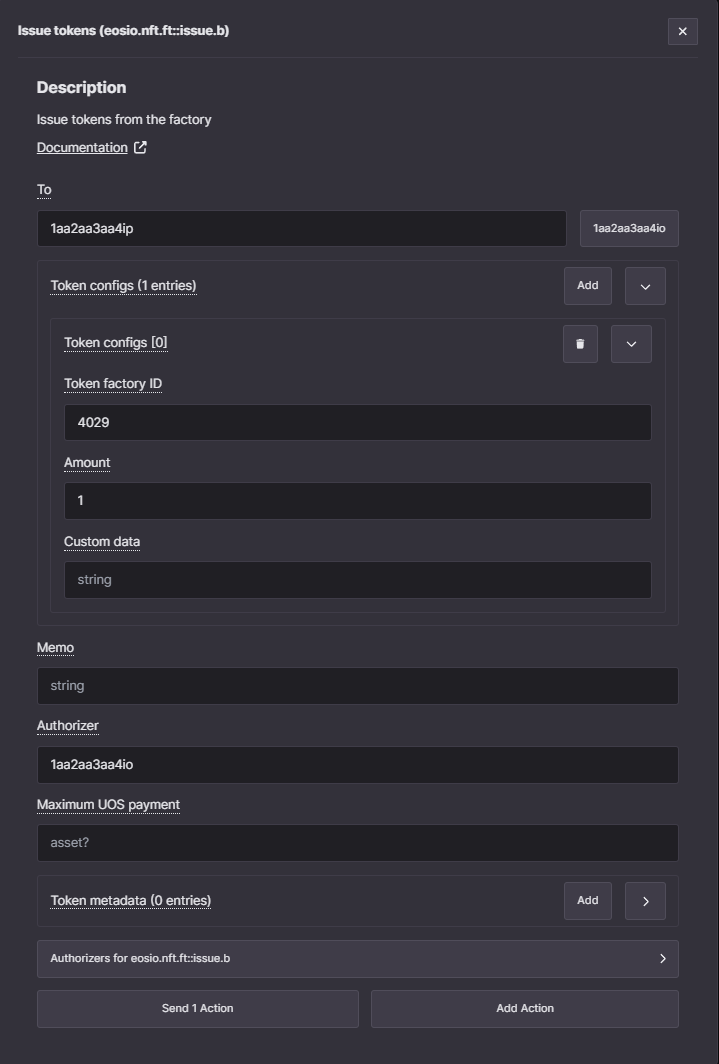 Issue tokens (eosio.nft.ft::issue.b)
Description
Issue tokens from the factory
Documentation
To
1aa2aa3aa4ip
1aa2aa3aa4io
Token configs (1 entries)
Add
Token configs [0]
Token factory ID
4029
Amount
1
Custom data
string
Memo
string
Authorizer
1aa2aa3aa4io
Maximum UOS payment
asset?
Token metadata (0 entries)
Add
Authorizers for eosio.nft.ft::issue.b
Send 1 Action
Add Action